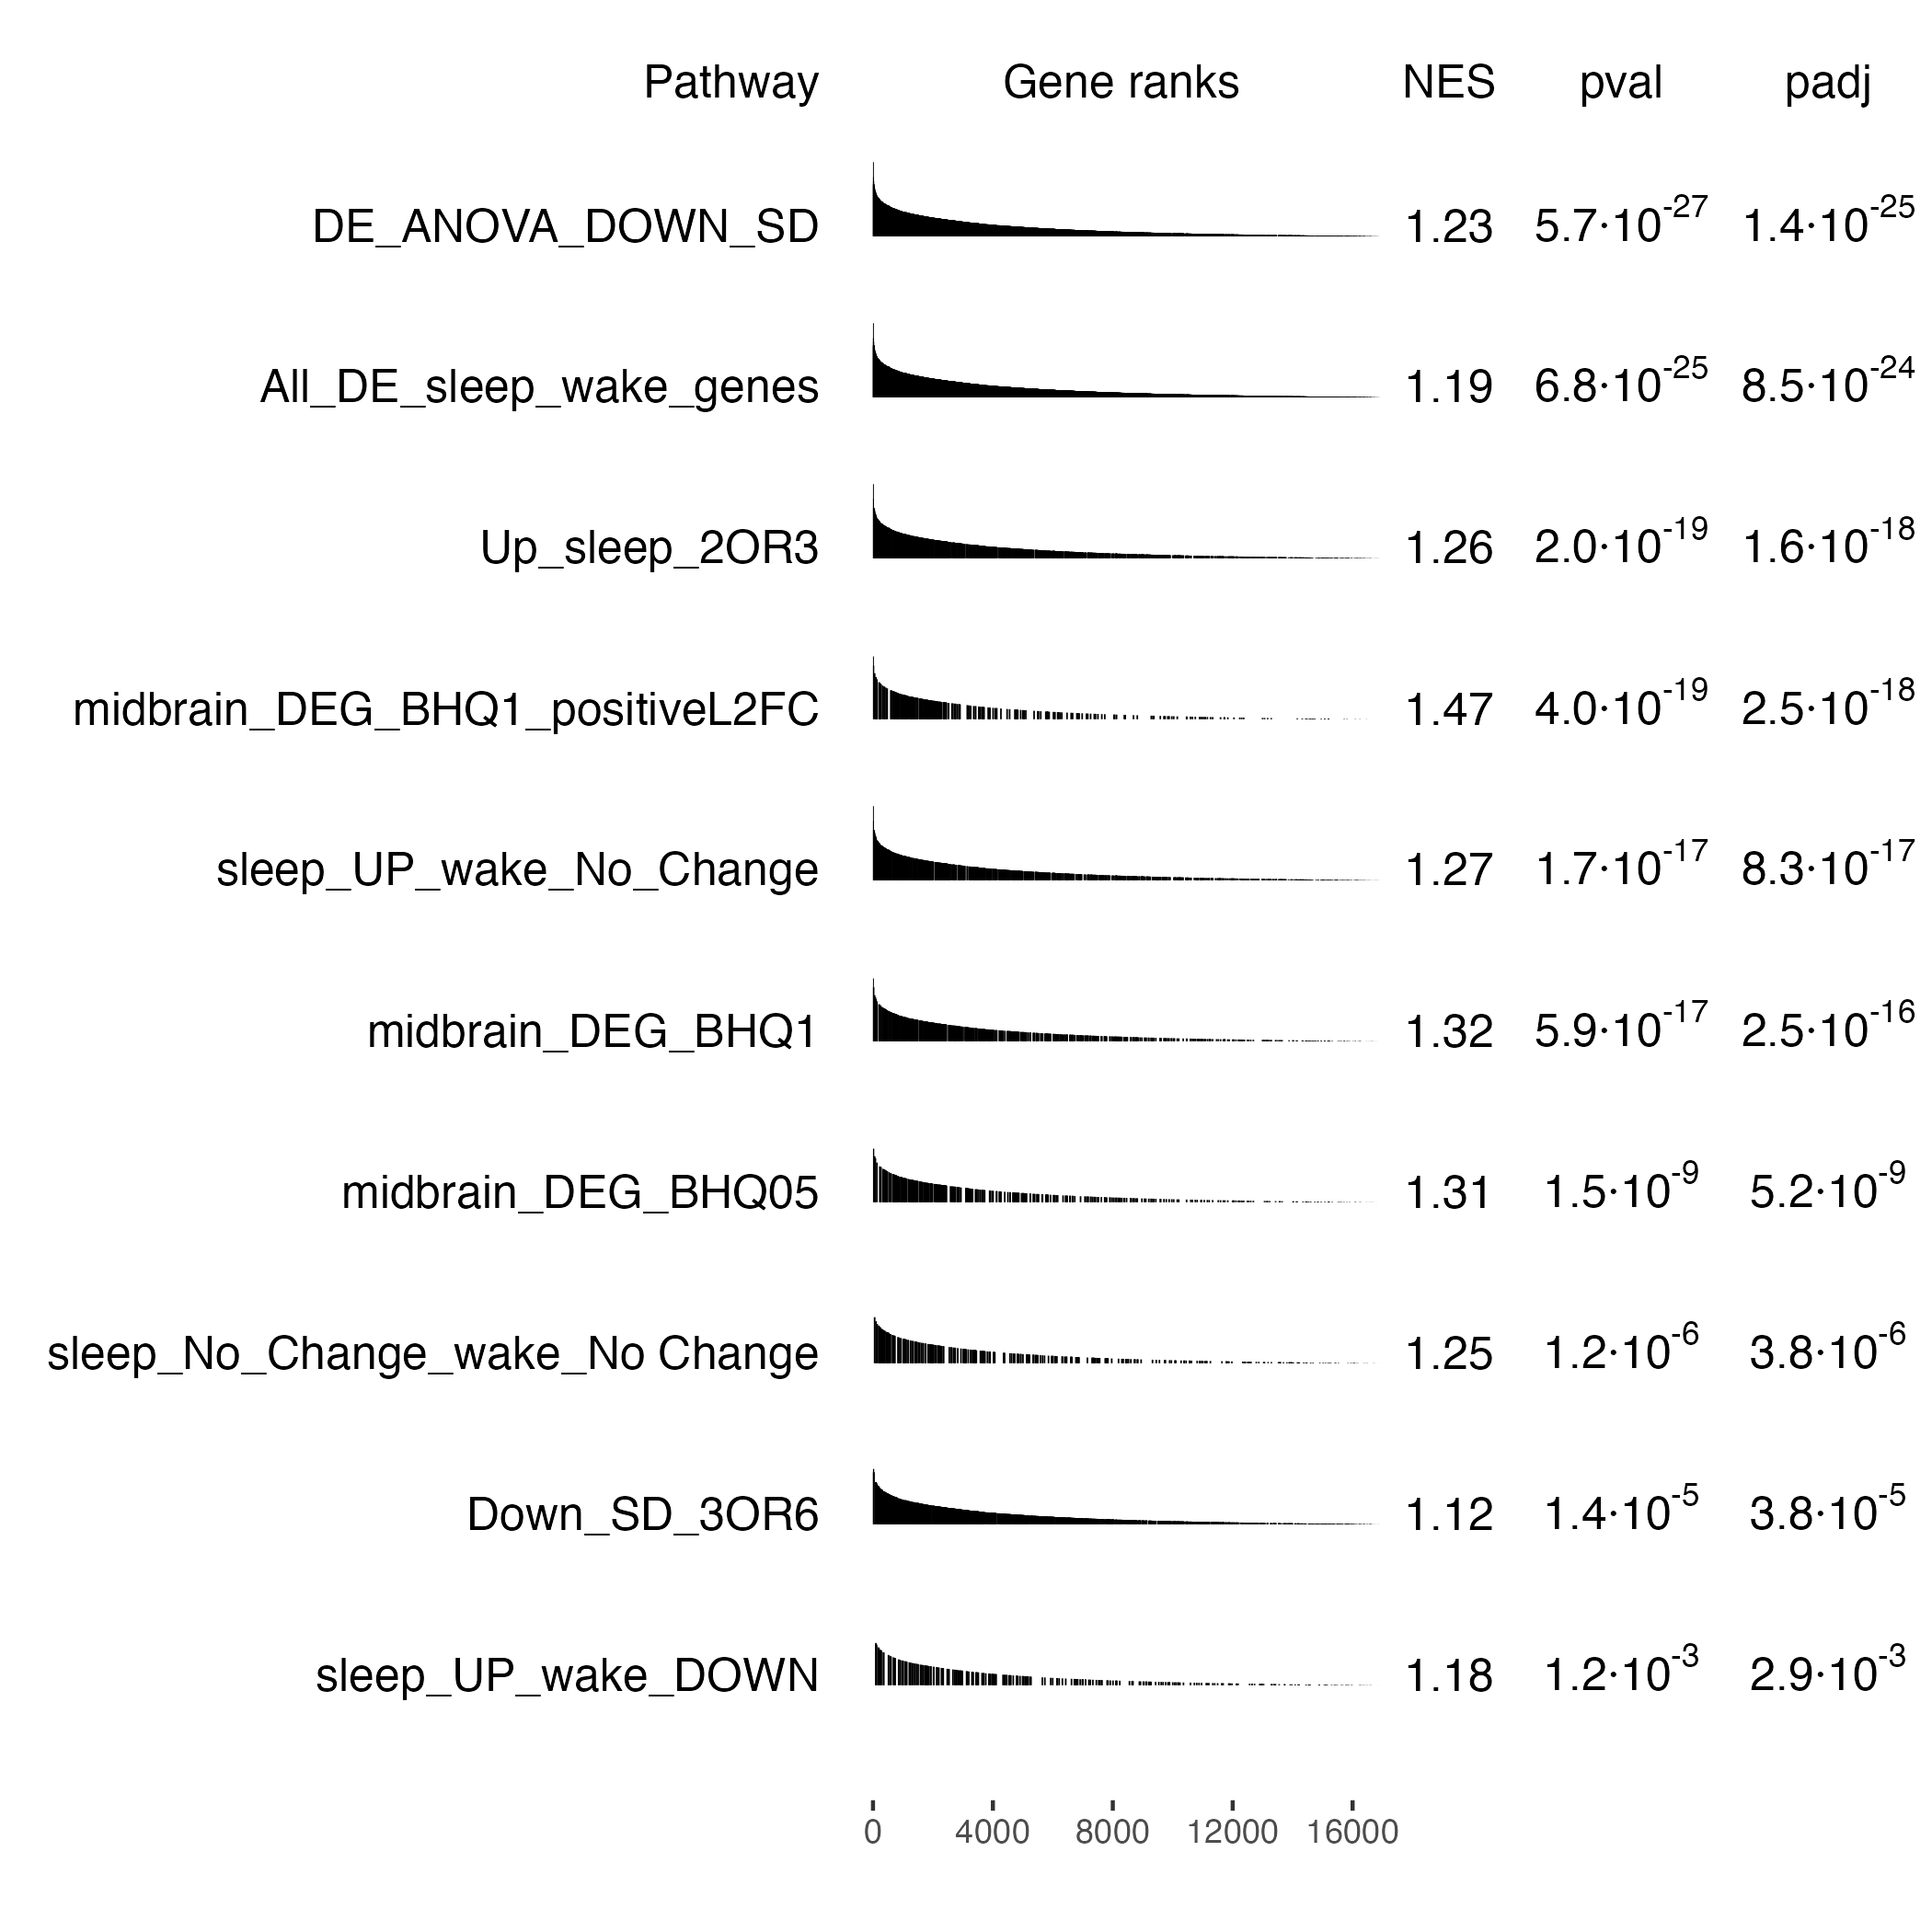 Pathway Gene ranks NES pval padj
DE_ANOVA_DOWN_SD 1.23 5.7·10⁻²⁷ 1.4·10⁻²⁵
All_DE_sleep_wake_genes 1.19 6.8·10⁻²⁵ 8.5·10⁻²⁴
Up_sleep_2OR3 1.26 2.0·10⁻¹⁹ 1.6·10⁻¹⁸
midbrain_DEG_BHQ1_positiveL2FC 1.47 4.0·10⁻¹⁹ 2.5·10⁻¹⁸
sleep_UP_wake_No_Change 1.27 1.7·10⁻¹⁷ 8.3·10⁻¹⁷
midbrain_DEG_BHQ1 1.32 5.9·10⁻¹⁷ 2.5·10⁻¹⁶
midbrain_DEG_BHQ05 1.31 1.5·10⁻⁹ 5.2·10⁻⁹
sleep_No_Change_wake_No Change 1.25 1.2·10⁻⁶ 3.8·10⁻⁶
Down_SD_3OR6 1.12 1.4·10⁻⁵ 3.8·10⁻⁵
sleep_UP_wake_DOWN 1.18 1.2·10⁻³ 2.9·10⁻³
0 4000 8000 12000 16000